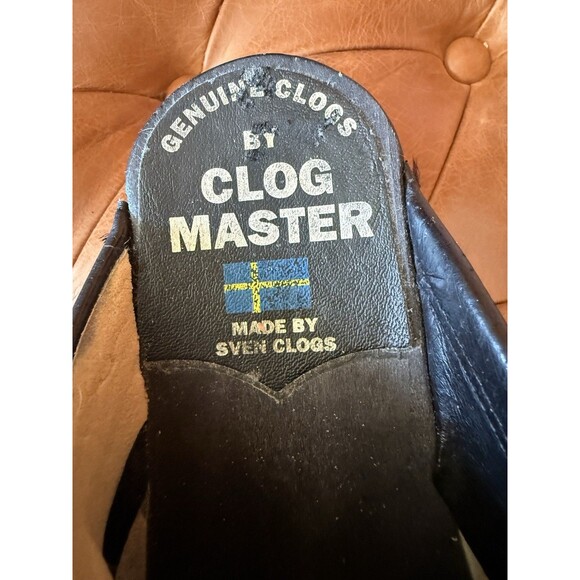 GENUINE CLOGS
BY
CLOG
MASTER
MADE BY
SVEN CLOGS